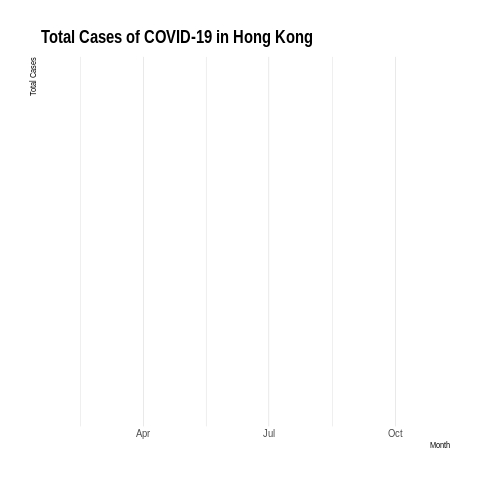 Total Cases of COVID-19 in Hong Kong
Total Cases
Apr
Jul
Oct
Month